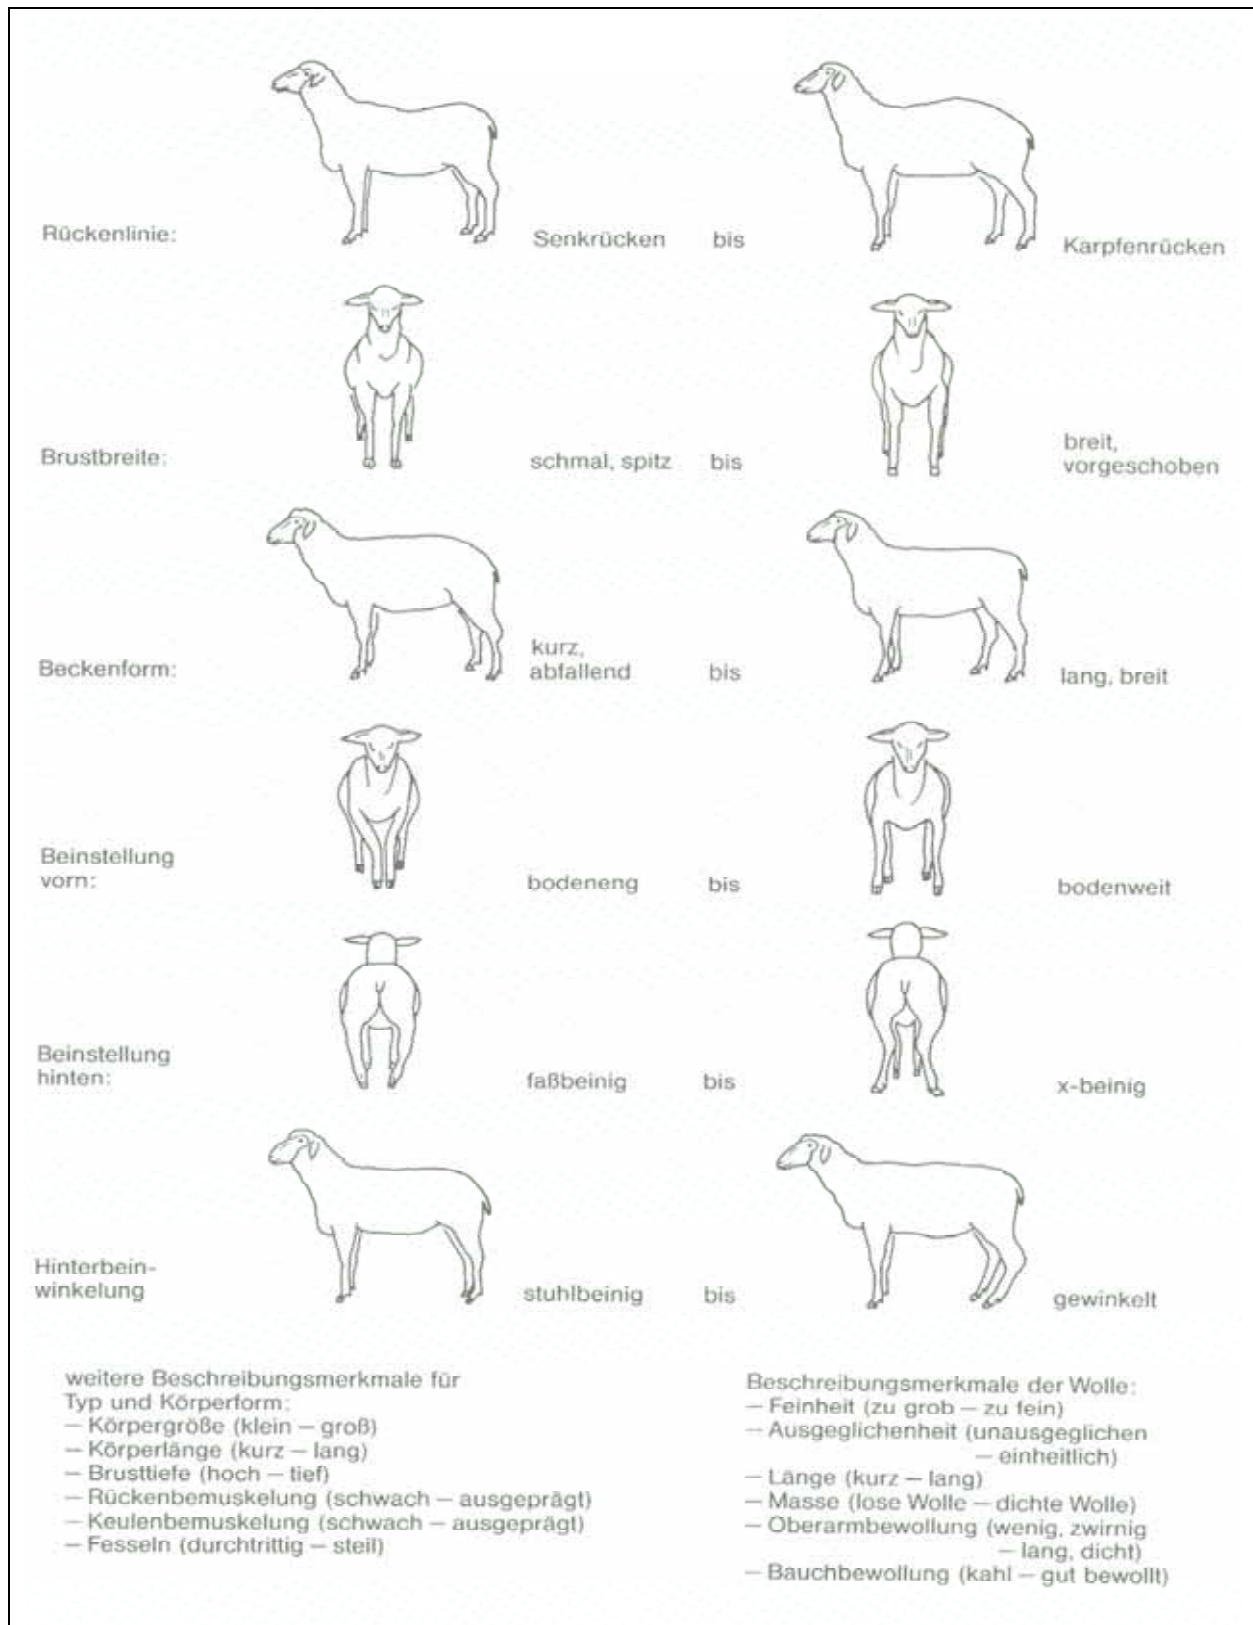 Rückenlinie:
Senkrücken bis Karpfenrücken
Brustbreite:
schmal, spitz bis breit,
vorgeschoben
Beckenform:
kurz,
abfallend bis lang, breit
Beinstellung
vorn:
bodeneng bis bodenweit
Beinstellung
hinten:
faßbeinig bis x-beinig
Hinterbein-
winkelung
stuhlbeinig bis gewinkelt
weitere Beschreibungsmerkmale für
Typ und Körperform:
— Körpergröße (klein — groß)
— Körperlänge (kurz — lang)
— Brusttiefe (hoch — tief)
— Rückenbemuskelung (schwach — ausgeprägt)
— Keulenbemuskelung (schwach — ausgeprägt)
— Fesseln (durchtrittig — steil)
Beschreibungsmerkmale der Wolle:
— Feinheit (zu grob — zu fein)
— Ausgeglichenheit (unausgeglichen
— einheitlich)
— Länge (kurz — lang)
— Masse (lose Wolle — dichte Wolle)
— Oberarmbewollung (wenig, zwirnig
— lang, dicht)
— Bauchbewollung (kahl — gut bewollt)